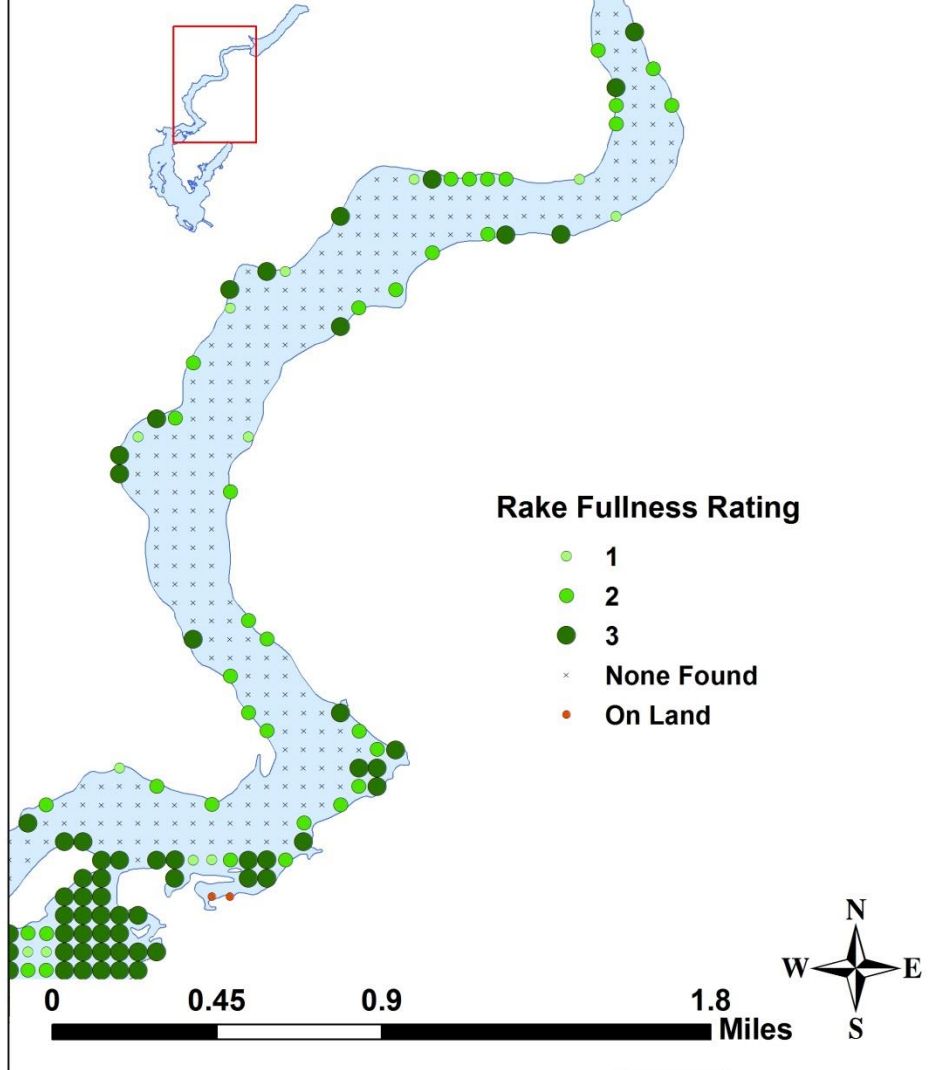 Rake Fullness Rating
1
2
3
None Found
On Land
N
W E
S
0 0.45 0.9 1.8
Miles